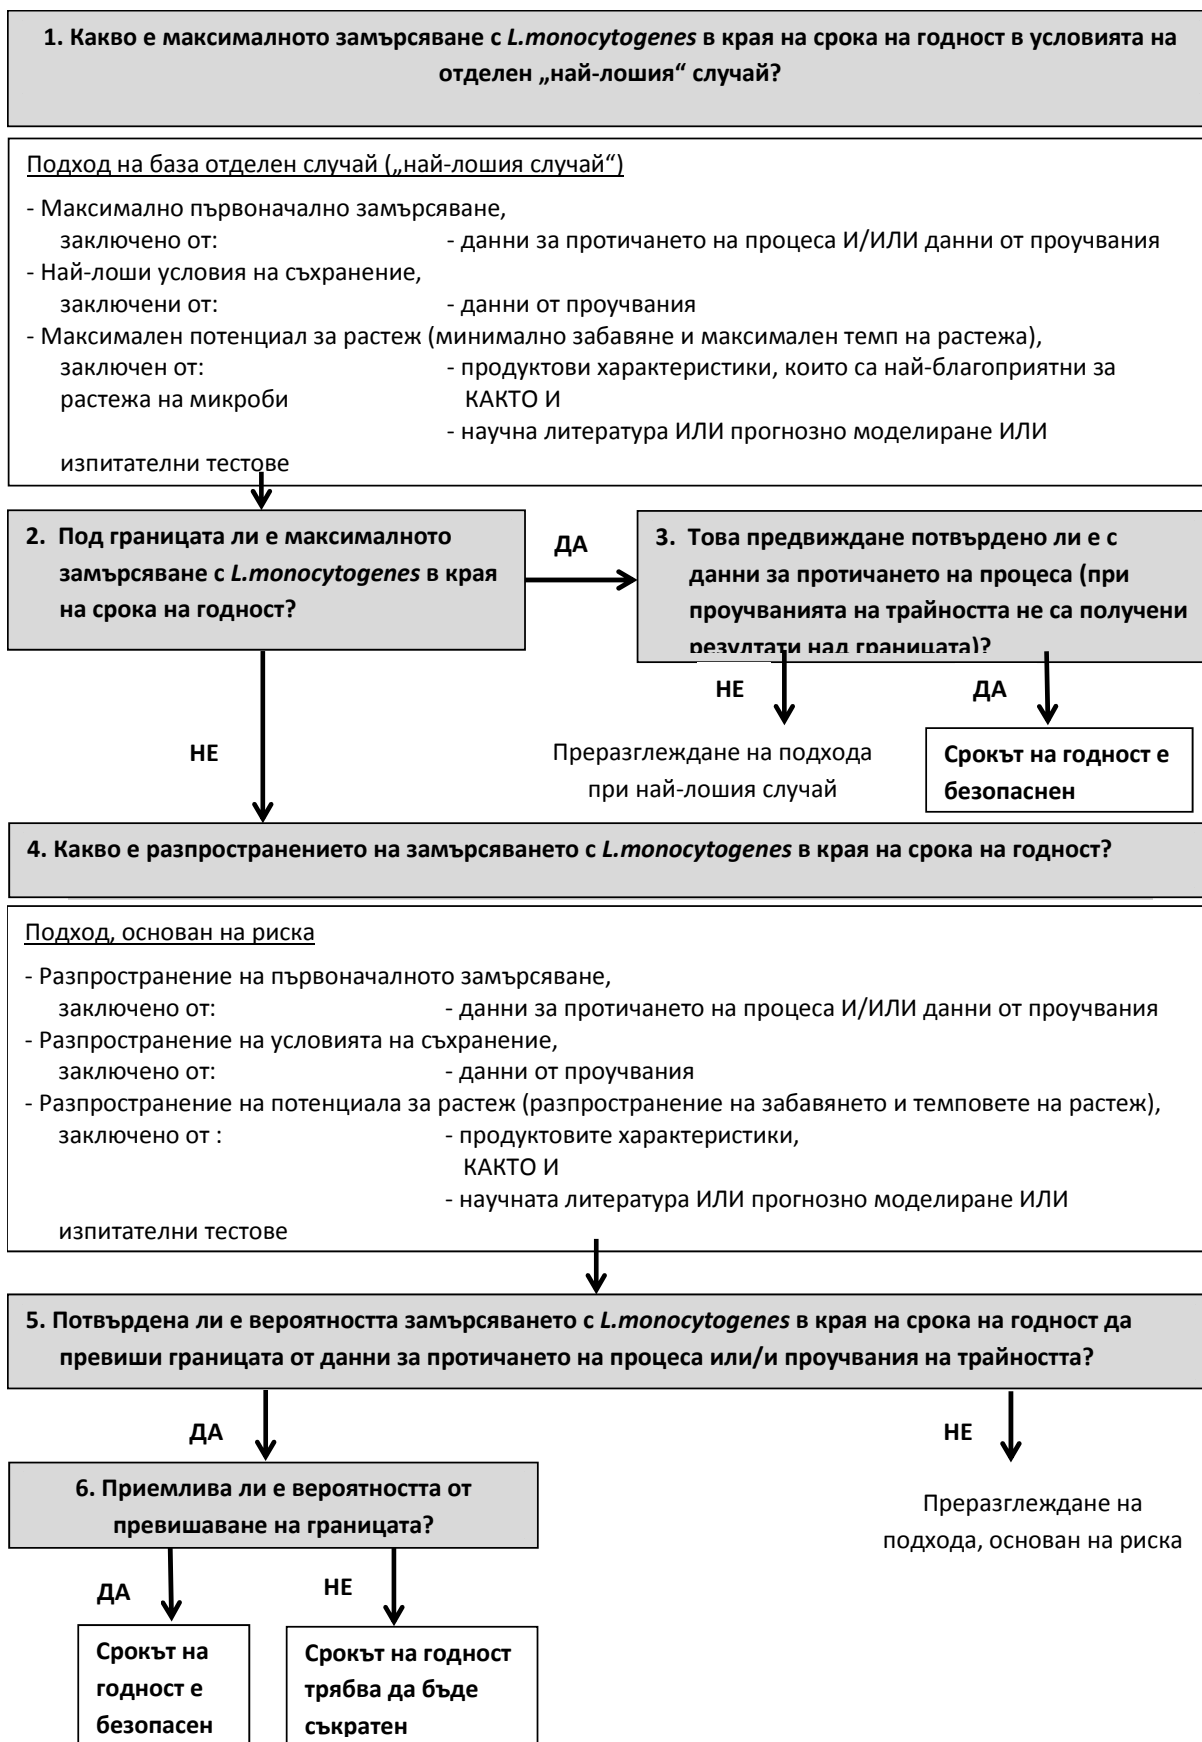 1. Какво е максималното замърсяване с L.monocytogenes в края на срока на годност в условията на
отделен „най-лошия“ случай?
Подход на база отделен случай („най-лошия случай“)
- Максимално първоначално замърсяване,
заключено от: - данни за протичането на процеса И/ИЛИ данни от проучвания
- Най-лоши условия на съхранение,
заключени от: - данни от проучвания
- Максимален потенциал за растеж (минимално забавяне и максимален темп на растежа),
заключен от: - продуктови характеристики, които са най-благоприятни за
растежа на микроби КАКТО И
- научна литература ИЛИ прогнозно моделиране ИЛИ
изпитателни тестове
2. Под границата ли е максималното
замърсяване с L.monocytogenes в края
на срока на годност?
ДА
3. Това предвиждане потвърдено ли е с
данни за протичането на процеса (при
проучванията на трайността не са получени
резултати над границата)?
НЕ
ДА
НЕ
Преразглеждане на подхода
при най-лошия случай
Срокът на годност е
безопаснен
4. Какво е разпространението на замърсяването с L.monocytogenes в края на срока на годност?
Подход, основан на риска
- Разпространение на първоначалното замърсяване,
заключено от: - данни за протичането на процеса И/ИЛИ данни от проучвания
- Разпространение на условията на съхранение,
заключено от: - данни от проучвания
- Разпространение на потенциала за растеж (разпространение на забавянето и темповете на растеж),
заключено от : - продуктовите характеристики,
КАКТО И
- научната литература ИЛИ прогнозно моделиране ИЛИ
изпитателни тестове
5. Потвърдена ли е вероятността замърсяването с L.monocytogenes в края на срока на годност да
превиши границата от данни за протичането на процеса или/и проучвания на трайността?
ДА
НЕ
6. Приемлива ли е вероятността от
превишаване на границата?
Преразглеждане на
подхода, основан на риска
ДА
НЕ
Срокът на
годност е
безопасен
Срокът на годност
трябва да бъде
съкратен